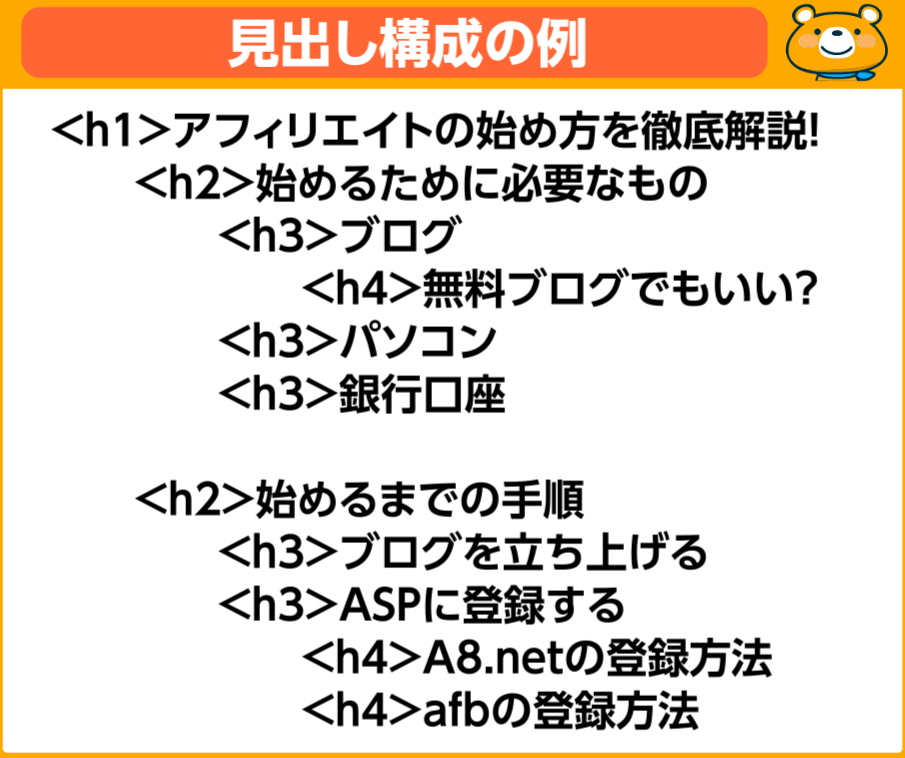 見出し構成の例
<h1>アフィリエイトの始め方を徹底解説!
<h2>始めるために必要なもの
<h3>ブログ
<h4>無料ブログでもいい?
<h3>パソコン
<h3>銀行口座
<h2>始めるまでの手順
<h3>ブログを立ち上げる
<h3>ASPに登録する
<h4>A8.netの登録方法
<h4>afbの登録方法